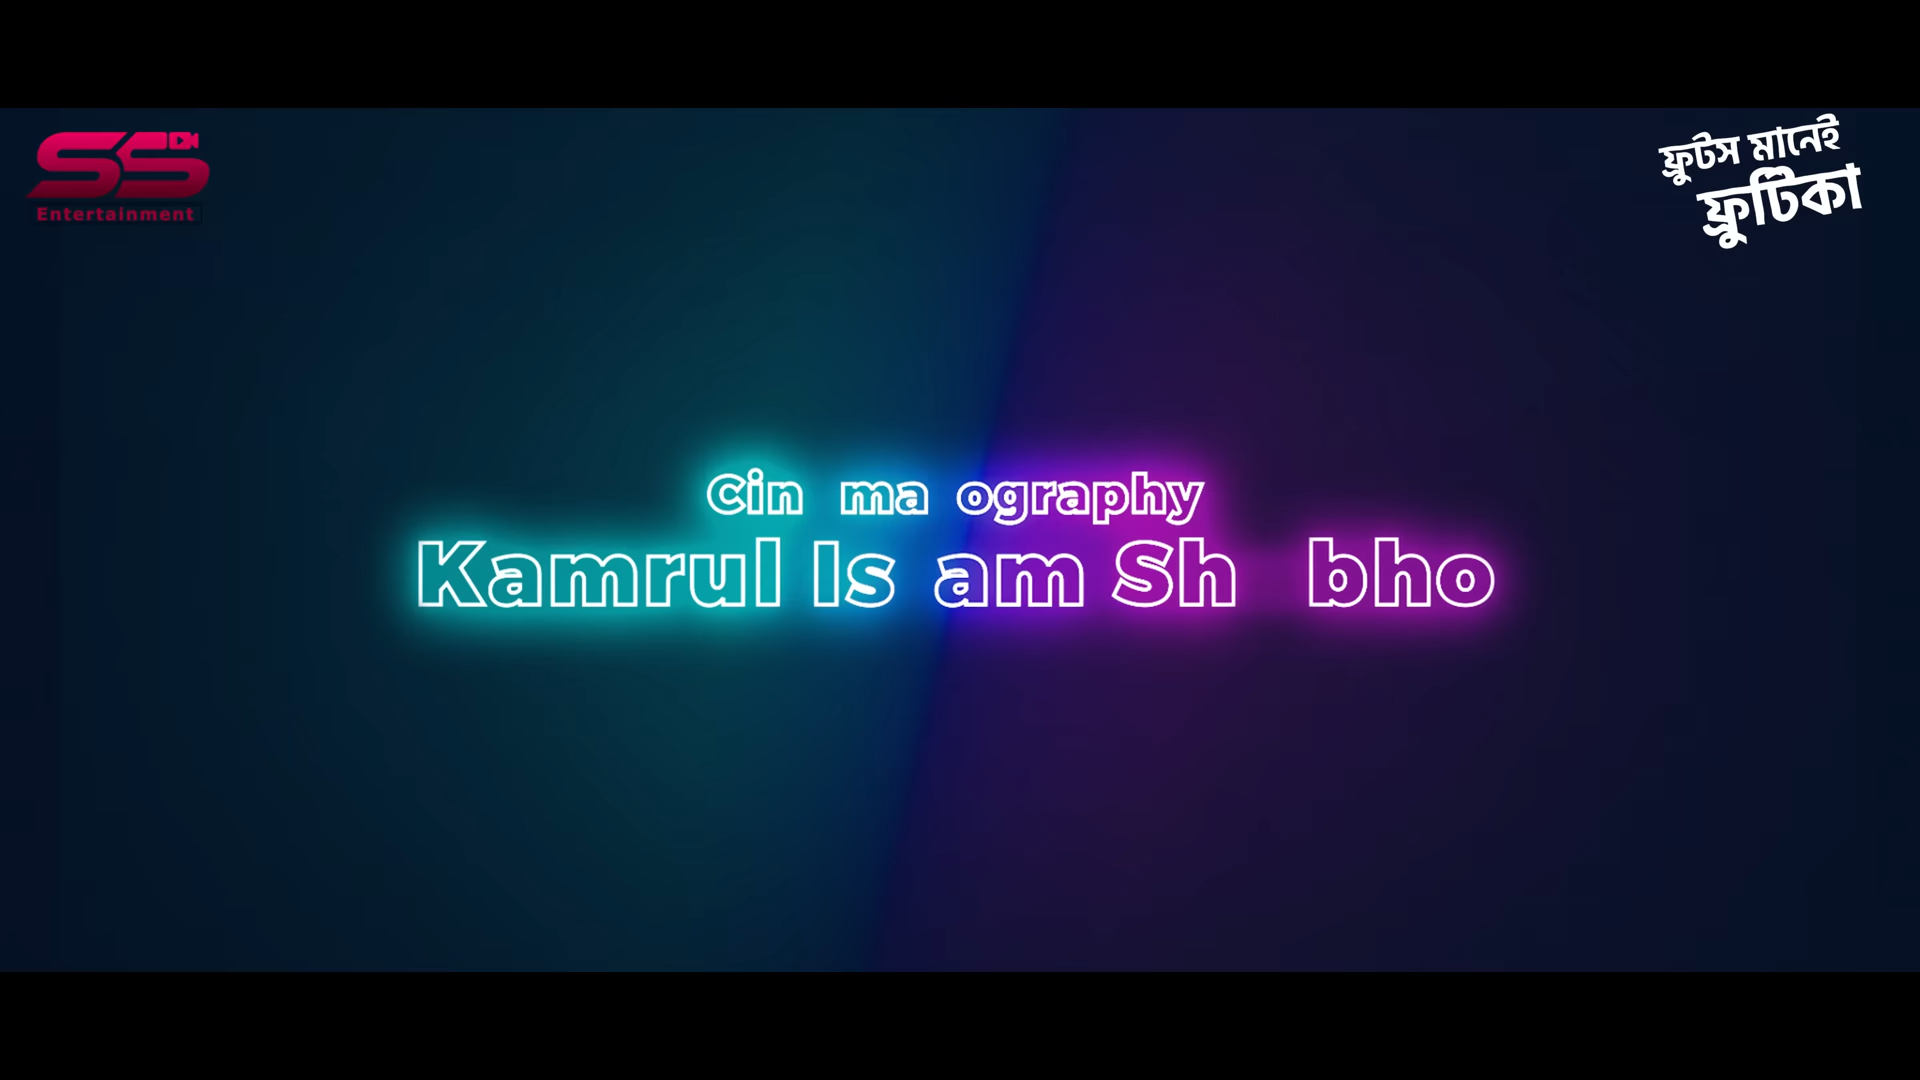 SS
Entertainment
ফ্রুটস মানেই
ফ্রুটিকা
Cin ma ography
Kamrul Is am Sh bho